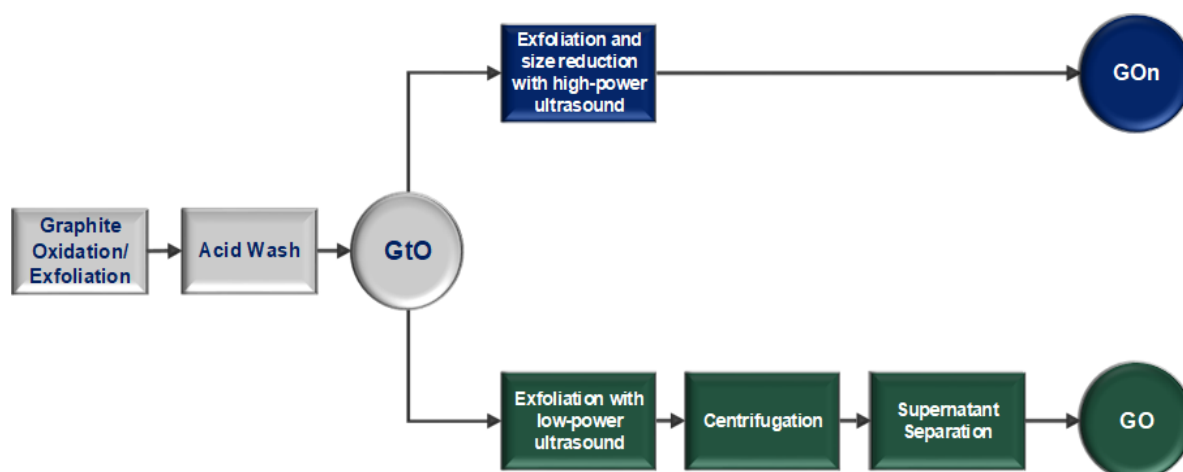 Exfoliation and
size reduction
with high-power
ultrasound
GOn
Graphite
Oxidation/
Exfoliation
Acid Wash
GtO
Exfoliation with
low-power
ultrasound
Centrifugation
Supernatant
Separation
GO